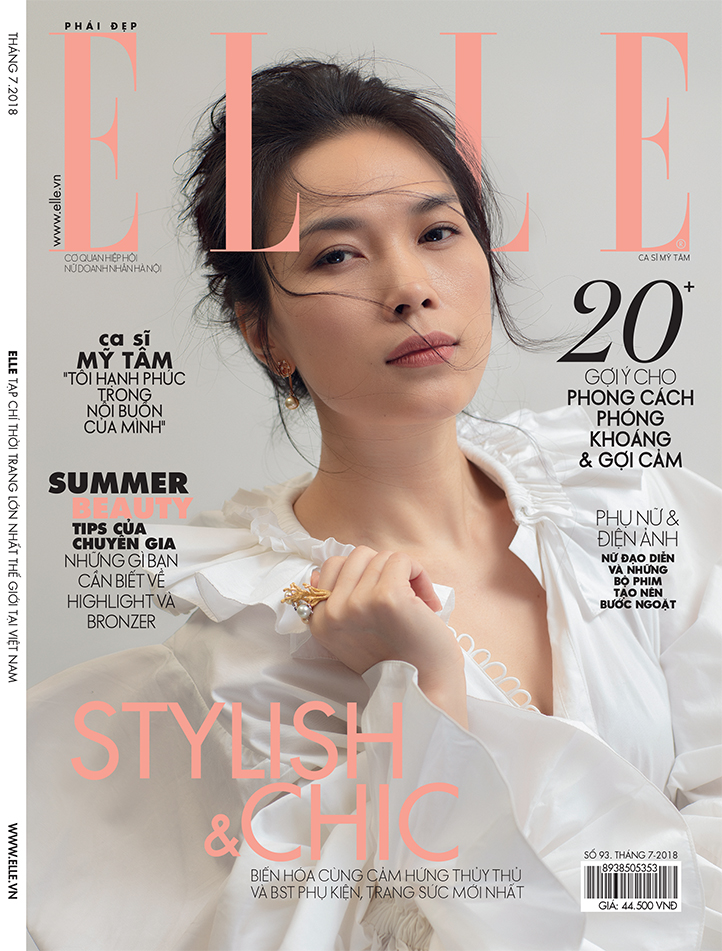 PHÁI ĐẸP
ELLE
www.elle.vn
CƠ QUAN HIỆP HỘI
NỮ DOANH NHÂN HÀ NỘI
CA SĨ MỸ TÂM
ca sĩ
MỸ TÂM
"TÔI HẠNH PHÚC
TRONG
NỖI BUỒN
CỦA MÌNH"
20+
GỢI Ý CHO
PHONG CÁCH
PHÓNG
KHOÁNG
& GỢI CẢM
SUMMER
BEAUTY
TIPS CỦA
CHUYÊN GIA
NHỮNG GÌ BẠN
CẦN BIẾT VỀ
HIGHLIGHT VÀ
BRONZER
PHỤ NỮ &
ĐIỆN ẢNH
NỮ ĐẠO DIỄN
VÀ NHỮNG
BỘ PHIM
TẠO NÊN
BƯỚC NGOẶT
STYLISH
&CHIC
BIẾN HÓA CÙNG CẢM HỨNG THỦY THỦ
VÀ BST PHỤ KIỆN, TRANG SỨC MỚI NHẤT
SỐ 93. THÁNG 7-2018
8938505353
GIÁ: 44.500 VNĐ
THÁNG 7.2018
ELLE TẠP CHÍ THỜI TRANG LỚN NHẤT THẾ GIỚI TẠI VIỆT NAM
WWW.ELLE.VN